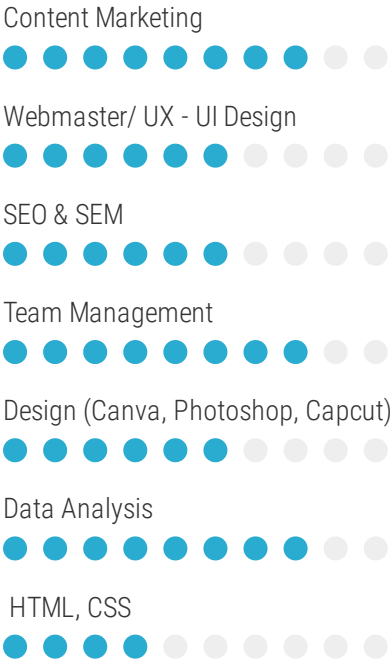 Content Marketing
Webmaster/ UX - UI Design
SEO & SEM
Team Management
Design (Canva, Photoshop, Capcut)
Data Analysis
HTML, CSS